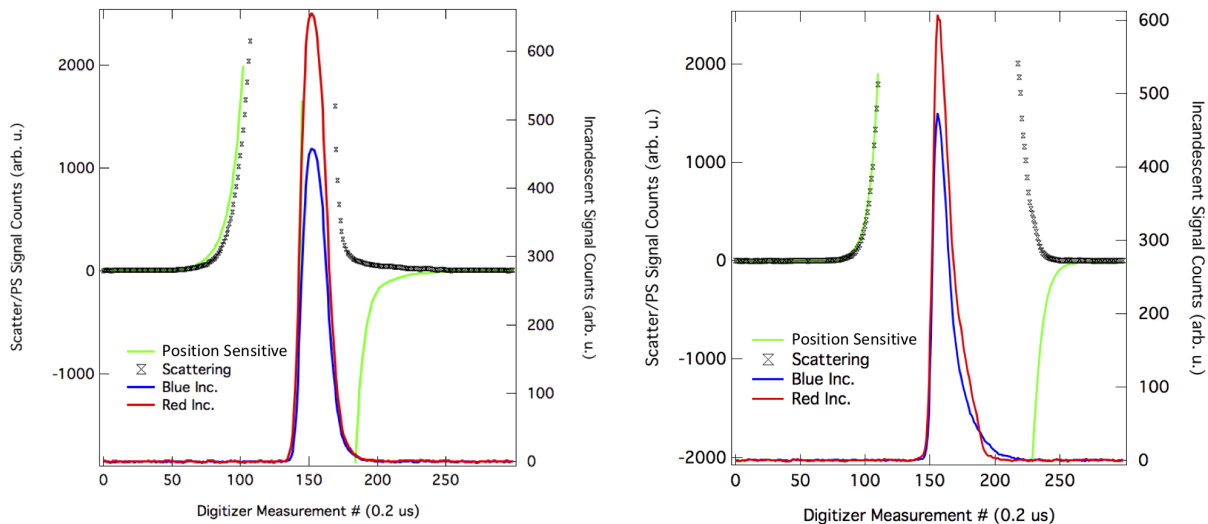 2000
1000
0
-1000
600
500
400
300
200
100
0
Scatter/PS Signal Counts (arb. u.)
Incandescent Signal Counts (arb. u.)
Position Sensitive
Scattering
Blue Inc.
Red Inc.
0
50
100
150
200
250
Digitizer Measurement # (0.2 us)
2000
1000
0
-1000
-2000
600
500
400
300
200
100
0
Scatter/PS Signal Counts (arb. u.)
Incandescent Signal Counts (arb. u.)
Position Sensitive
Scattering
Blue Inc.
Red Inc.
0
50
100
150
200
250
Digitizer Measurement # (0.2 us)